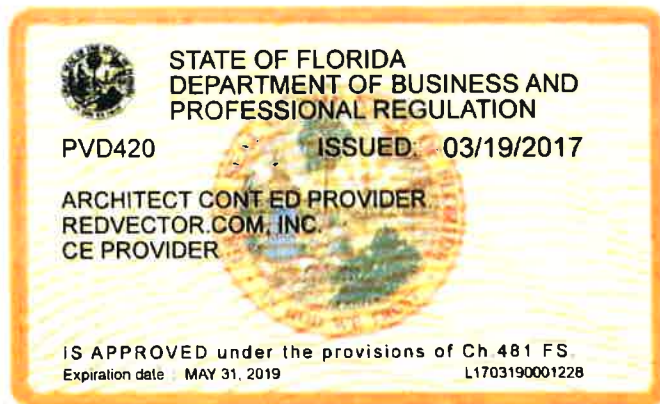 STATE OF FLORIDA
DEPARTMENT OF BUSINESS AND
PROFESSIONAL REGULATION
PVD420 ISSUED: 03/19/2017
ARCHITECT CONT ED PROVIDER
REDVECTOR.COM, INC.
CE PROVIDER
IS APPROVED under the provisions of Ch.481 FS.
Expiration date : MAY 31, 2019 L1703190001228